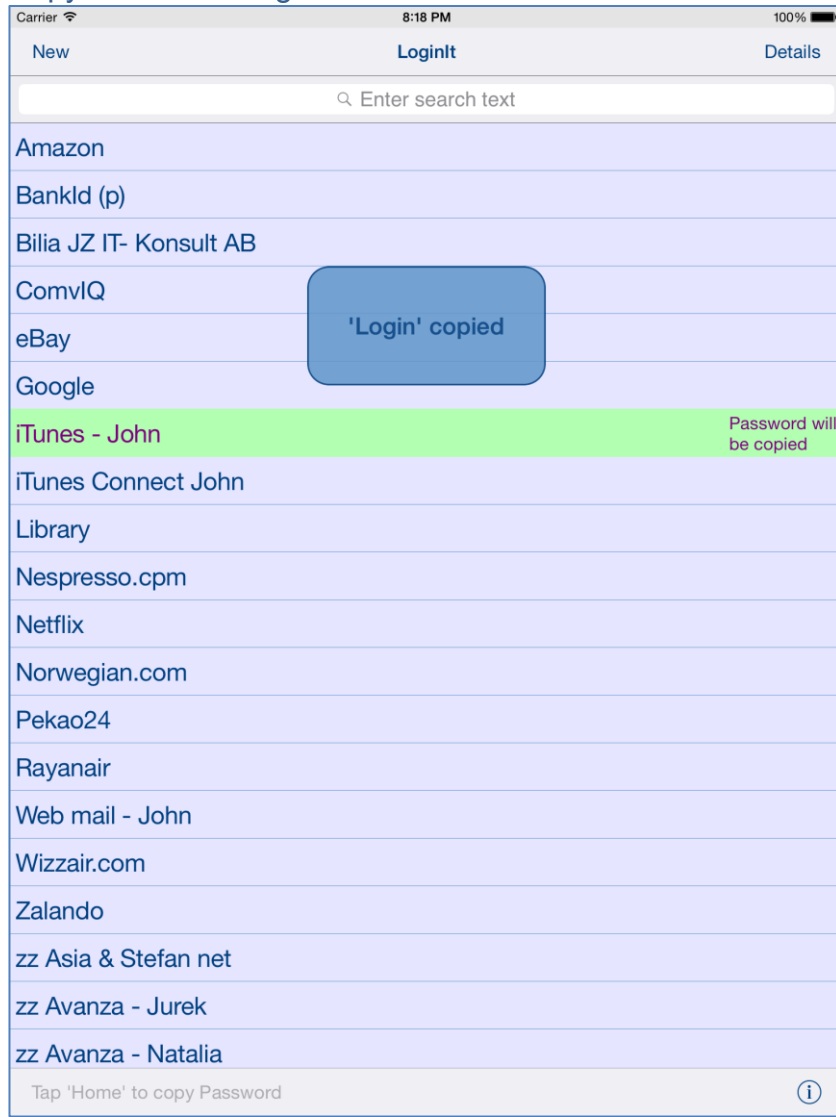 Carrier
8:18 PM
100%
New
LoginIt
Details
Enter search text
Amazon
BankId (p)
Bilia JZ IT- Konsult AB
ComvIQ
'Login' copied
eBay
Google
iTunes - John
Password will
be copied
iTunes Connect John
Library
Nespresso.cpm
Netflix
Norwegian.com
Pekao24
Rayanair
Web mail - John
Wizzair.com
Zalando
zz Asia & Stefan net
zz Avanza - Jurek
zz Avanza - Natalia
Tap 'Home' to copy Password
i